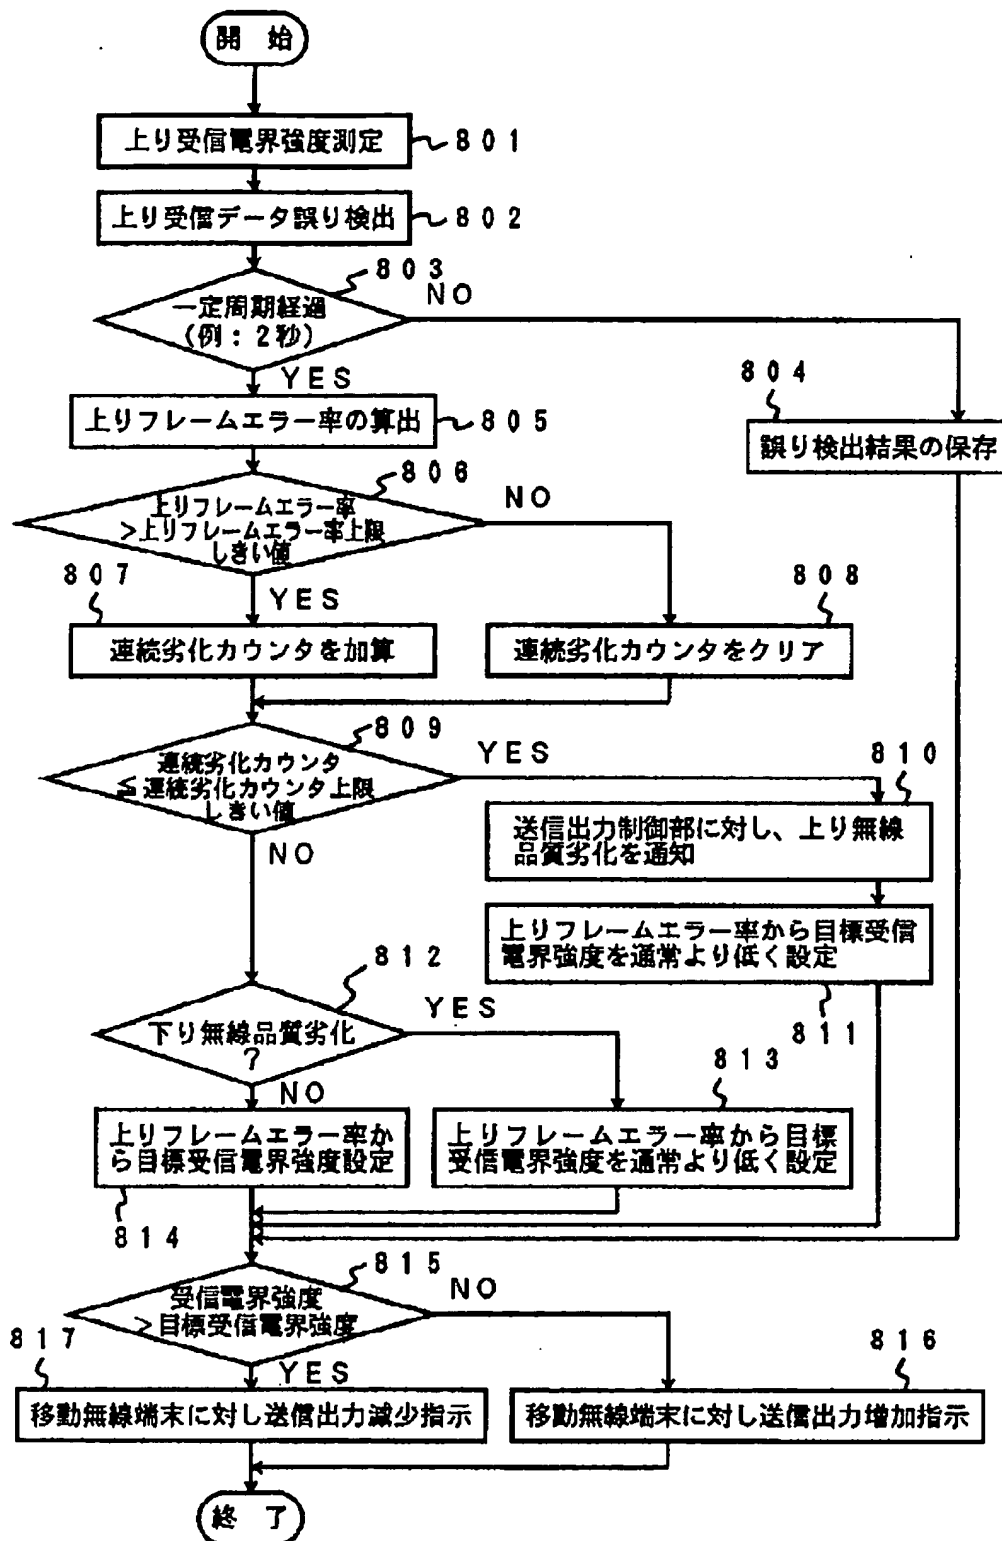 開 始
上り受信電界強度測定
801
上り受信データ誤り検出
802
803
一定周期経過
(例：2秒)
NO
YES
804
誤り検出結果の保存
上りフレームエラー率の算出
805
806
上りフレームエラー率
＞上りフレームエラー率上限
しきい値
NO
YES
807
連続劣化カウンタを加算
808
連続劣化カウンタをクリア
809
連続劣化カウンタ
≦連続劣化カウンタ上限
しきい値
YES
NO
810
送信出力制御部に対し、上り無線
品質劣化を通知
上りフレームエラー率から目標受信
電界強度を通常より低く設定
811
812
下り無線品質劣化
？
YES
NO
813
上りフレームエラー率から目標
受信電界強度を通常より低く設定
上りフレームエラー率か
ら目標受信電界強度設定
814
815
受信電界強度
＞目標受信電界強度
NO
YES
817
移動無線端末に対し送信出力減少指示
816
移動無線端末に対し送信出力増加指示
終 了